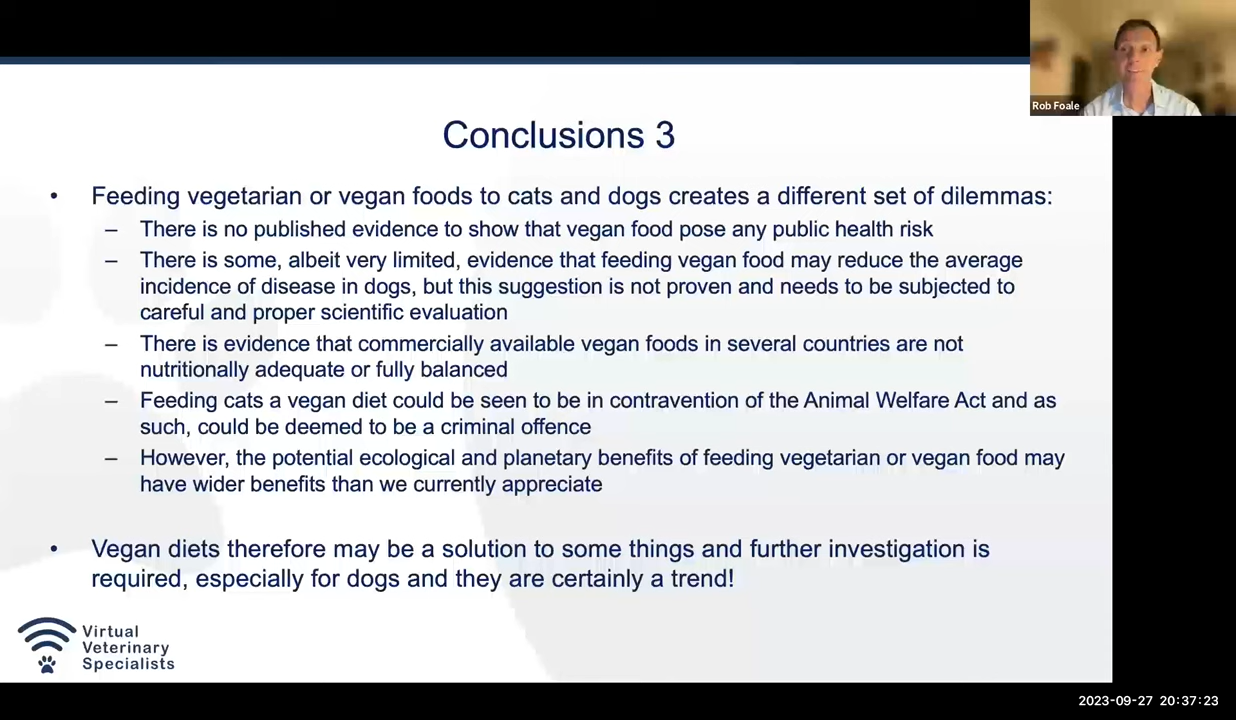 Rob Foale
Conclusions 3
• Feeding vegetarian or vegan foods to cats and dogs creates a different set of dilemmas:
– There is no published evidence to show that vegan food pose any public health risk
– There is some, albeit very limited, evidence that feeding vegan food may reduce the average
incidence of disease in dogs, but this suggestion is not proven and needs to be subjected to
careful and proper scientific evaluation
– There is evidence that commercially available vegan foods in several countries are not
nutritionally adequate or fully balanced
– Feeding cats a vegan diet could be seen to be in contravention of the Animal Welfare Act and as
such, could be deemed to be a criminal offence
– However, the potential ecological and planetary benefits of feeding vegetarian or vegan food may
have wider benefits than we currently appreciate
• Vegan diets therefore may be a solution to some things and further investigation is
required, especially for dogs and they are certainly a trend!
Virtual
Veterinary
Specialists
2023-09-27 20:37:23